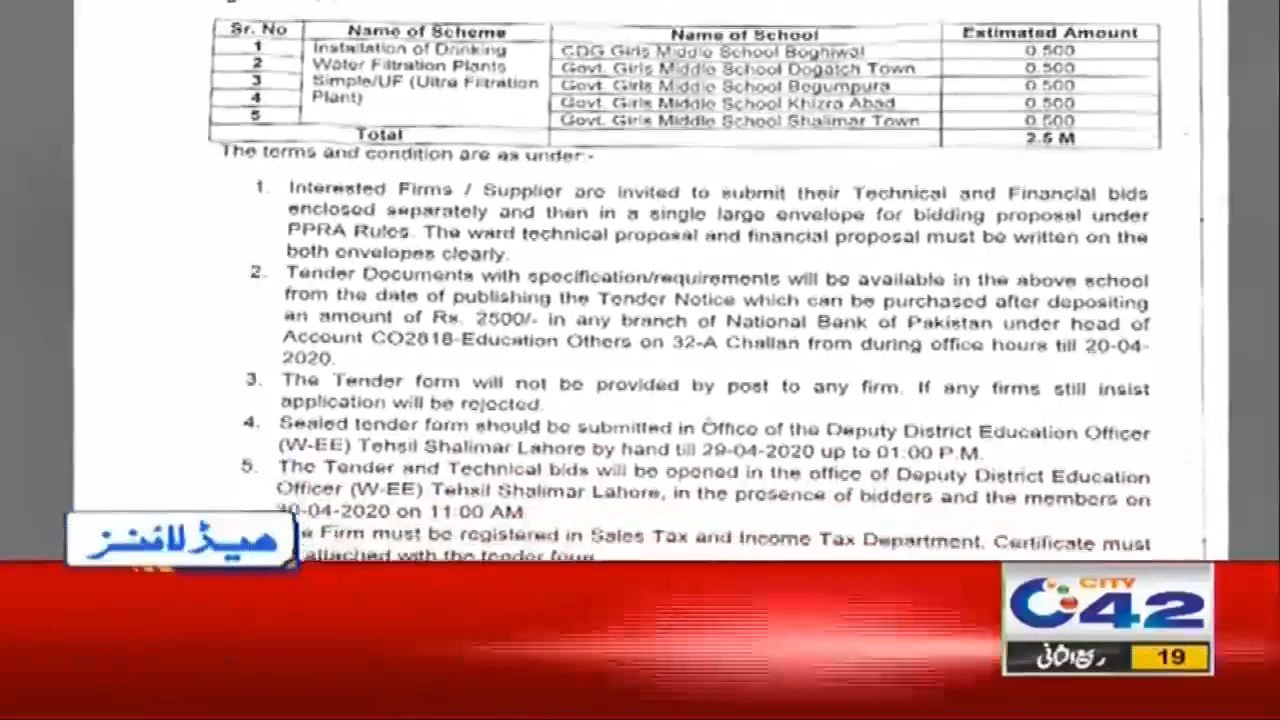 Sr. No Name of Scheme Name of School Estimated Amount
1 Installation of Drinking CDG Girls Middle School Boghiwal 0.500
2 Water Filtration Plants Govt. Girls Middle School Dogatch Town 0.500
3 Simple/UF (Ultra Filtration Govt. Girls Middle School Begumpura 0.500
4 Plant) Govt. Girls Middle School Khizra Abad 0.500
5 Govt. Girls Middle School Shalimar Town 0.500
Total 2.5 M
The terms and condition are as under:-
1. Interested Firms / Supplier are invited to submit their Technical and Financial bids
enclosed separately and then in a single large envelope for bidding proposal under
PPRA Rules. The ward technical proposal and financial proposal must be written on the
both envelopes clearly.
2. Tender Documents with specification/requirements will be available in the above school
from the date of publishing the Tender Notice which can be purchased after depositing
an amount of Rs. 2500/- in any branch of National Bank of Pakistan under head of
Account CO2818-Education Others on 32-A Challan from during office hours till 20-04-
2020.
3. The Tender form will not be provided by post to any firm. If any firms still insist
application will be rejected.
4. Sealed tender form should be submitted in Office of the Deputy District Education Officer
(W-EE) Tehsil Shalimar Lahore by hand till 29-04-2020 up to 01:00 P.M.
5. The Tender and Technical bids will be opened in the office of Deputy District Education
Officer (W-EE) Tehsil Shalimar Lahore, in the presence of bidders and the members on
0-04-2020 on 11:00 AM
Firm must be registered in Sales Tax and Income Tax Department. Certificate must
attached with the tender
ہیڈلائنز
CITY
42
ربیع الثانی 19